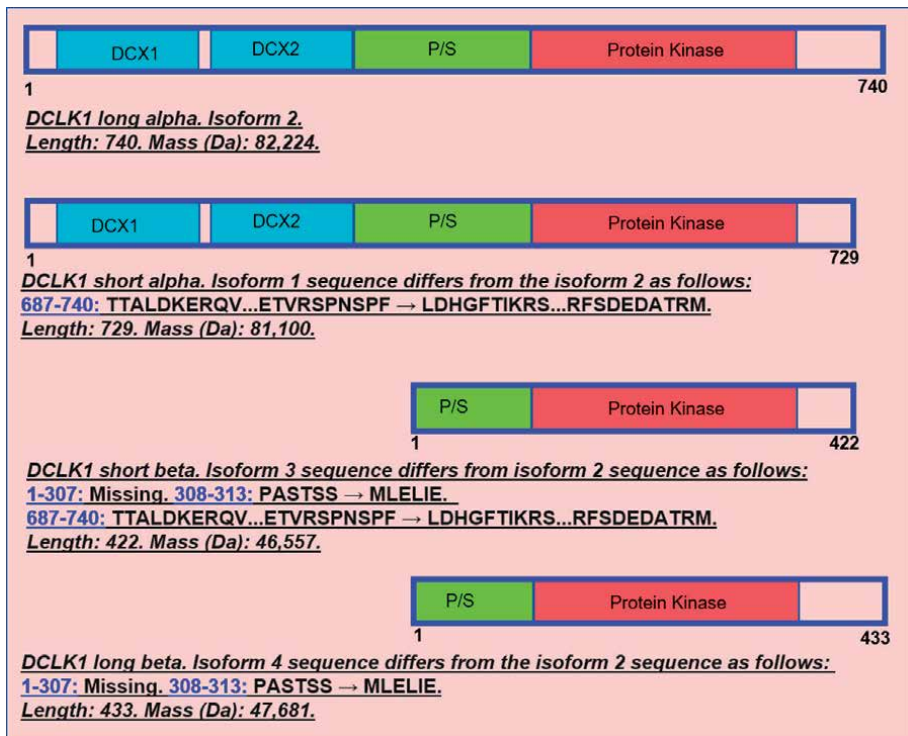 DCX1 DCX2 P/S Protein Kinase
1 740
DCLK1 long alpha. Isoform 2.
Length: 740. Mass (Da): 82,224.
DCX1 DCX2 P/S Protein Kinase
1 729
DCLK1 short alpha. Isoform 1 sequence differs from the isoform 2 as follows:
687-740: TTALDKERQV...ETVRSPNSPF → LDHGFTIKRS...RFSDEDATRM.
Length: 729. Mass (Da): 81,100.
P/S Protein Kinase
1 422
DCLK1 short beta. Isoform 3 sequence differs from isoform 2 sequence as follows:
1-307: Missing. 308-313: PASTSS → MLELIE.
687-740: TTALDKERQV...ETVRSPNSPF → LDHGFTIKRS...RFSDEDATRM.
Length: 422. Mass (Da): 46,557.
P/S Protein Kinase
1 433
DCLK1 long beta. Isoform 4 sequence differs from the isoform 2 sequence as follows:
1-307: Missing. 308-313: PASTSS → MLELIE.
Length: 433. Mass (Da): 47,681.